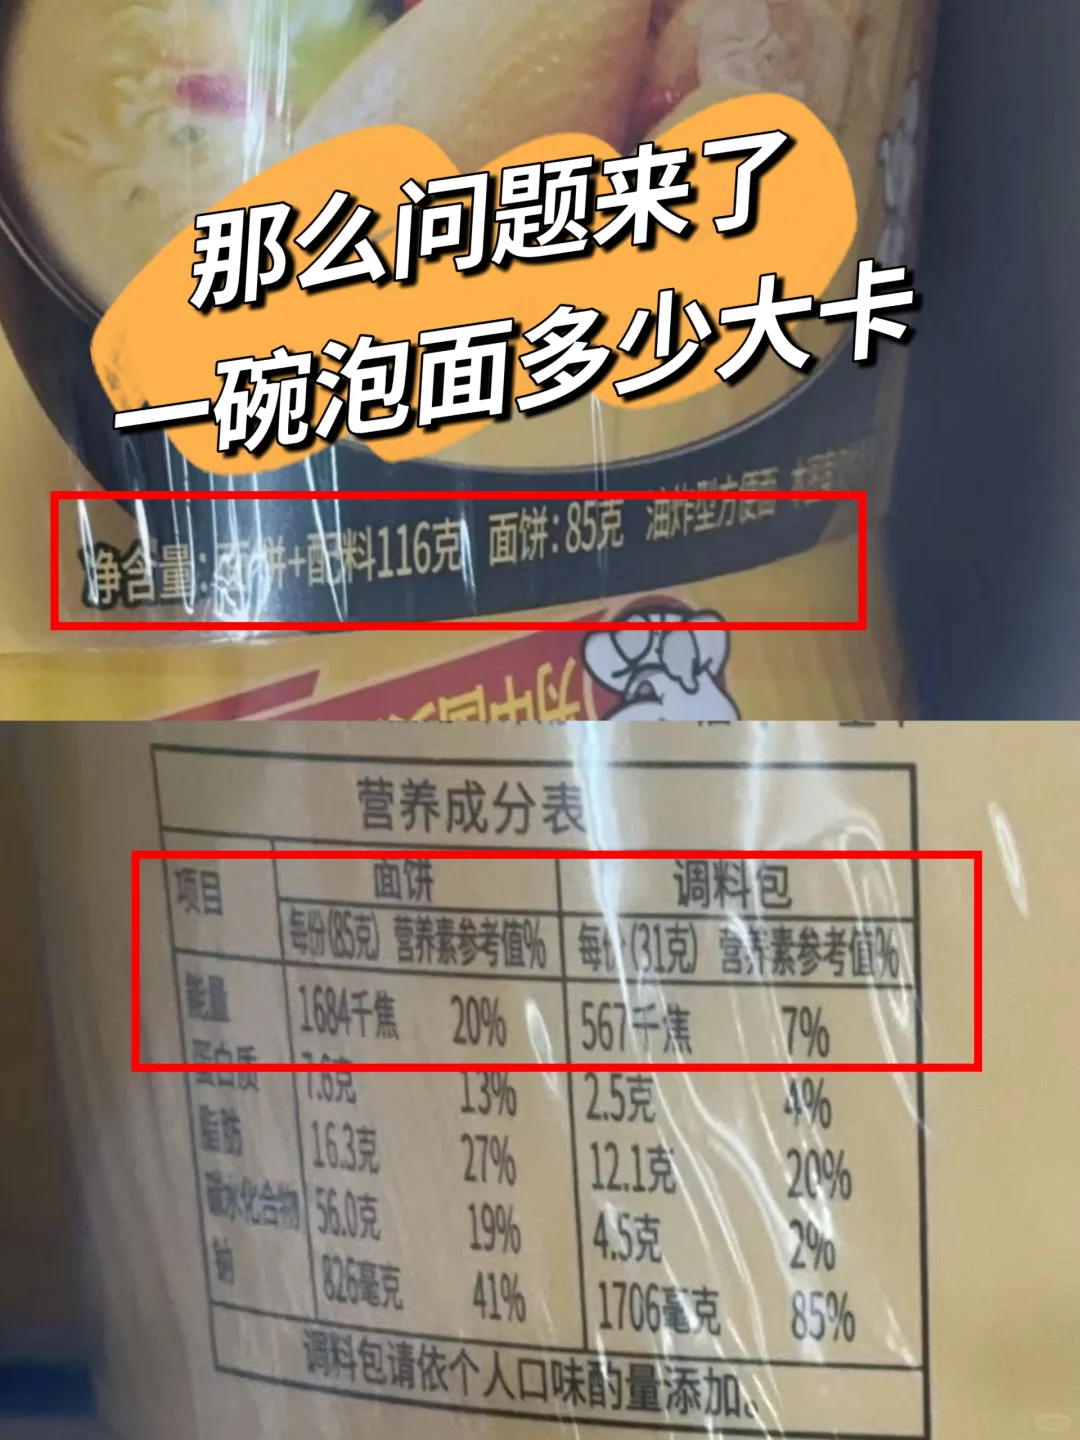 那么问题来了
一碗泡面多少大卡
净含量:面饼+配料116克 面饼:85克 油炸型方便面
营养成分表
项目 面饼 调料包
每份(85克) 营养素参考值% 每份(31克) 营养素参考值%
能量 1684千焦 20% 567千焦 7%
蛋白质 7.6克 13% 2.5克 4%
脂肪 16.3克 27% 12.1克 20%
碳水化合物 56.0克 19% 4.5克 2%
钠 826毫克 41% 1706毫克 85%
调料包请依个人口味酌量添加。